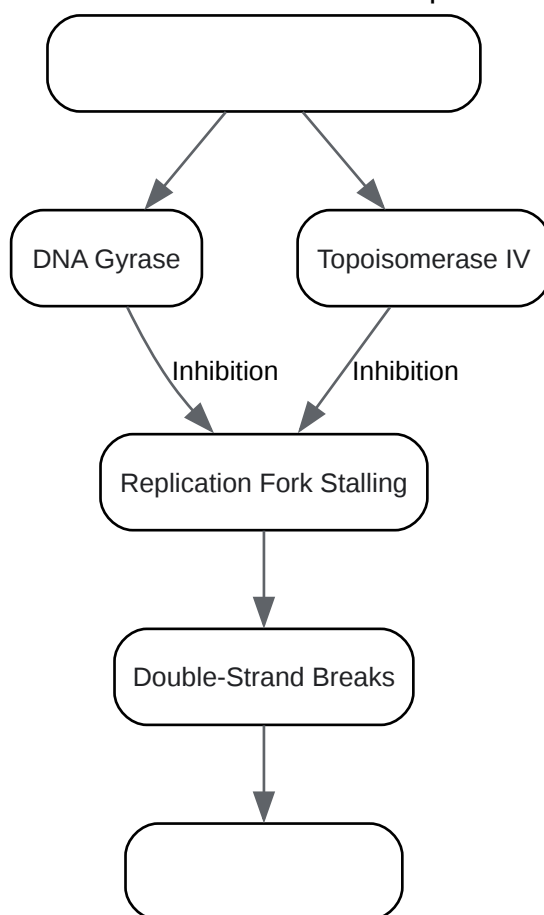 DNA Gyrase
Topoisomerase IV
Inhibition
Inhibition
Replication Fork Stalling
Double-Strand Breaks